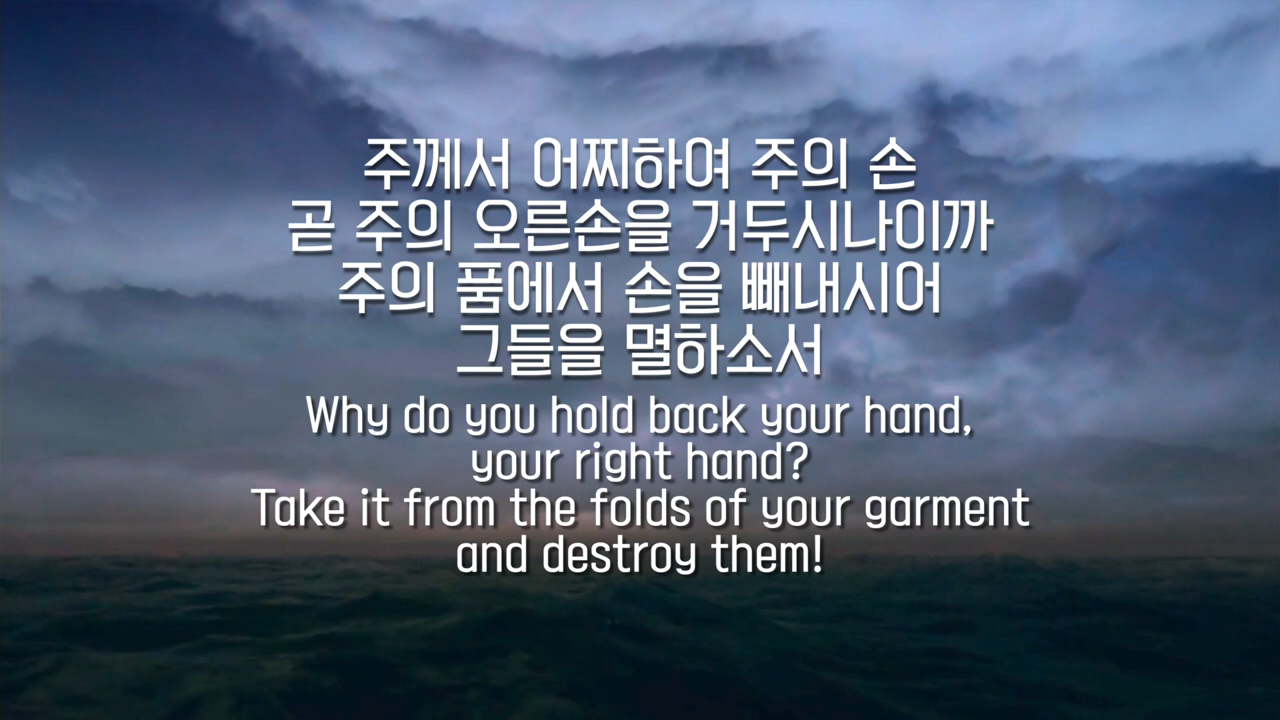 주께서 어찌하여 주의 손
곧 주의 오른손을 거두시나이까
주의 품에서 손을 빼내시어
그들을 멸하소서
Why do you hold back your hand,
your right hand?
Take it from the folds of your garment
and destroy them!